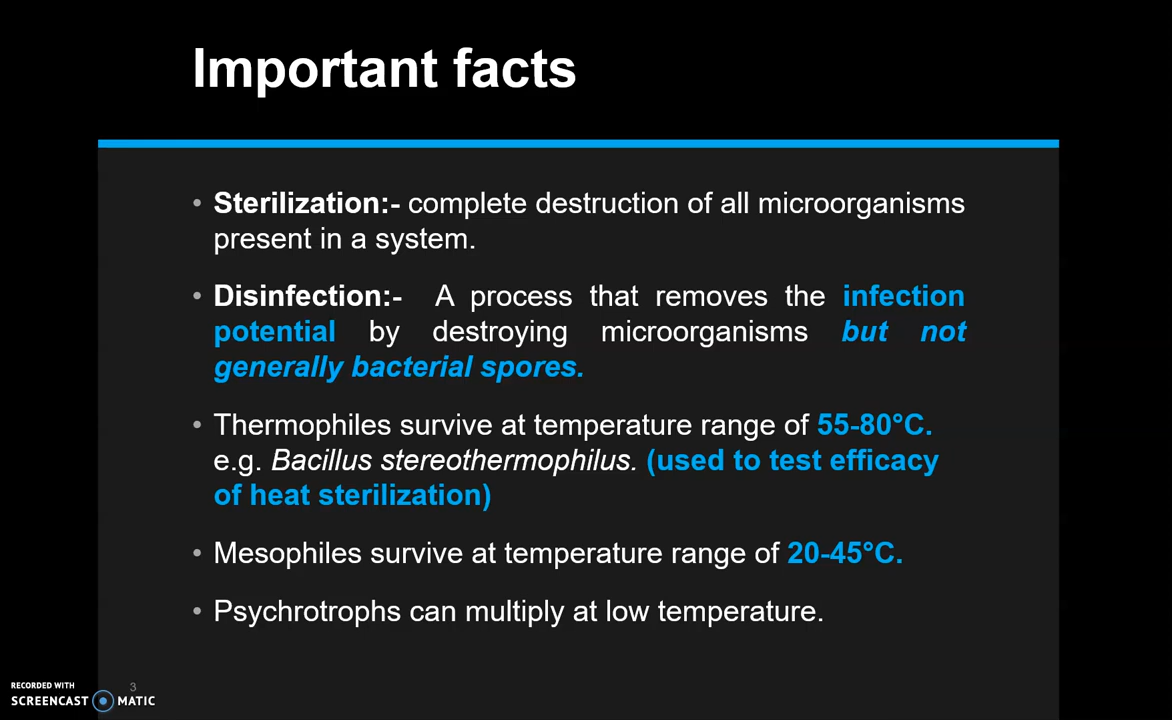 Important facts
• Sterilization:- complete destruction of all microorganisms
present in a system.
• Disinfection:- A process that removes the infection
potential by destroying microorganisms but not
generally bacterial spores.
• Thermophiles survive at temperature range of 55-80°C.
e.g. Bacillus stereothermophilus. (used to test efficacy
of heat sterilization)
• Mesophiles survive at temperature range of 20-45°C.
• Psychrotrophs can multiply at low temperature.
3
RECORDED WITH
SCREENCAST MATIC